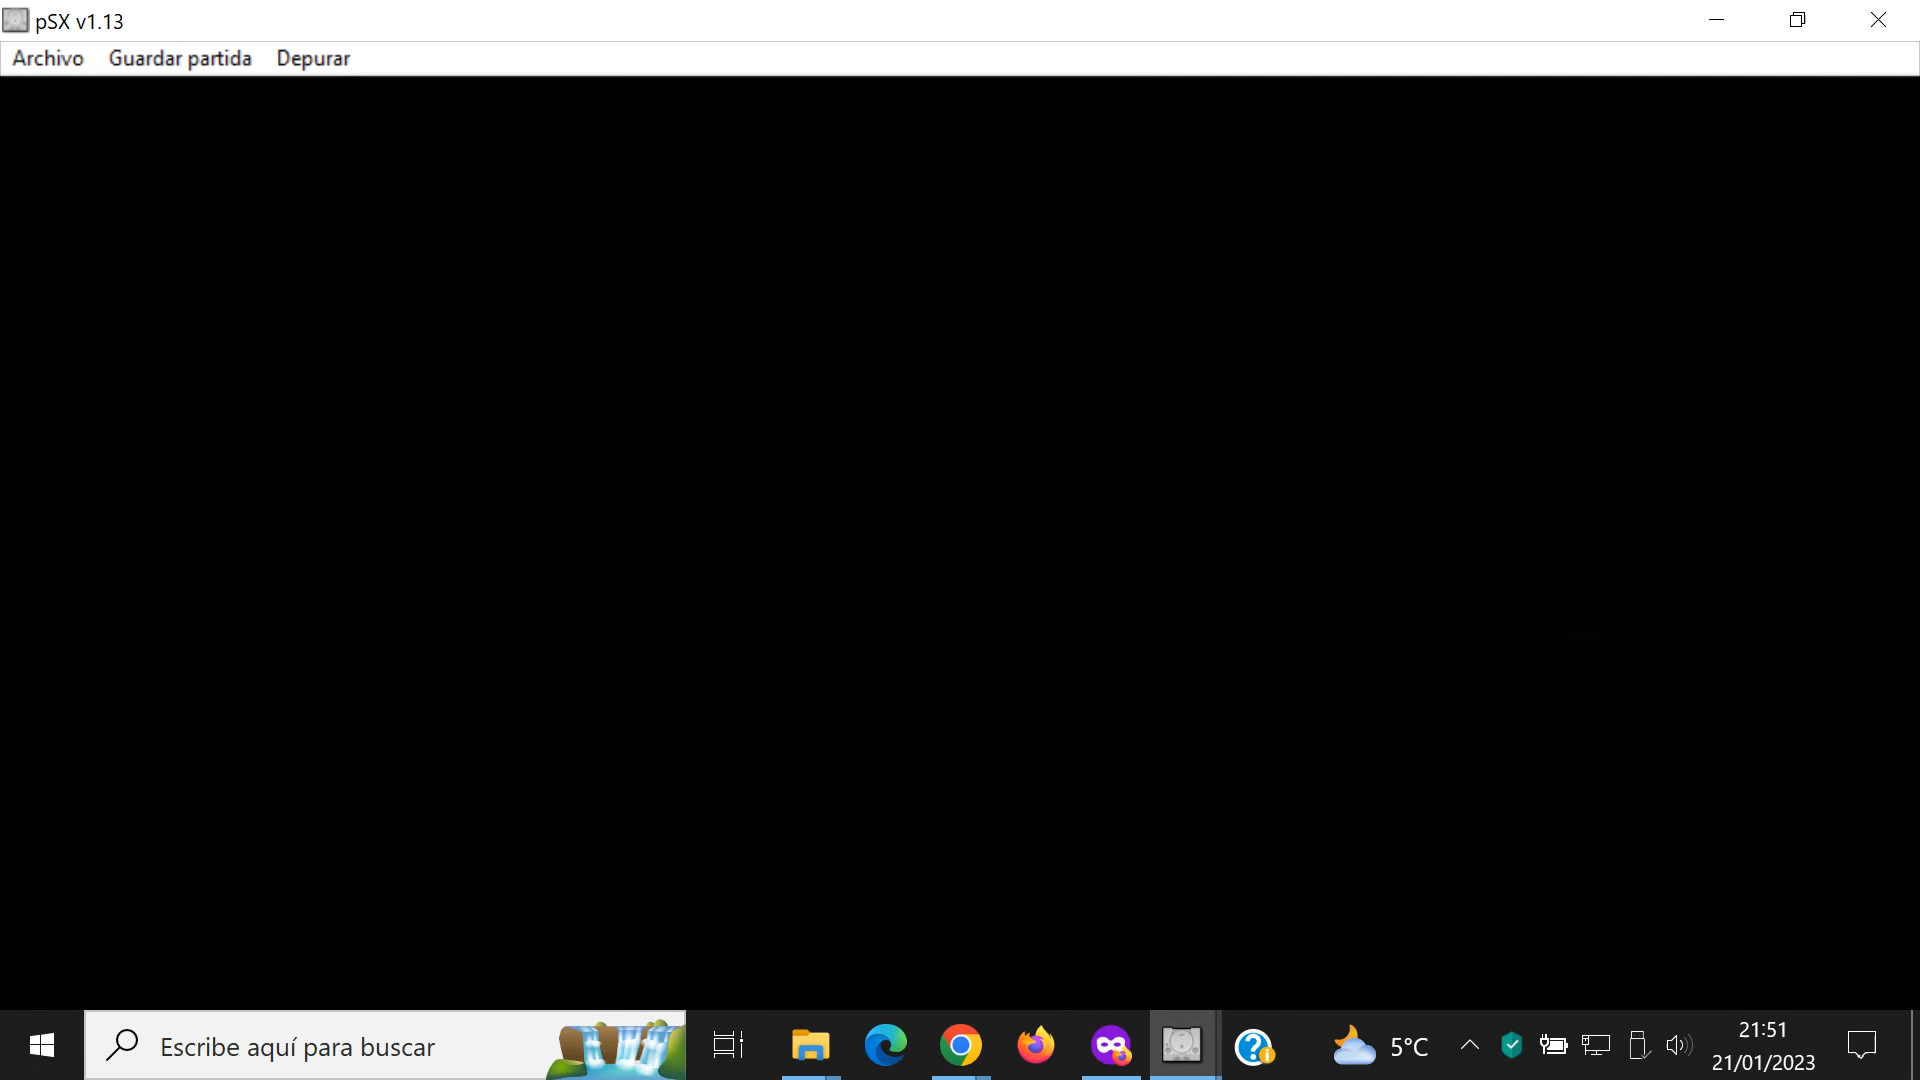 pSX v1.13
Archivo Guardar partida Depurar
Escribe aquí para buscar
5°C
21:51
21/01/2023